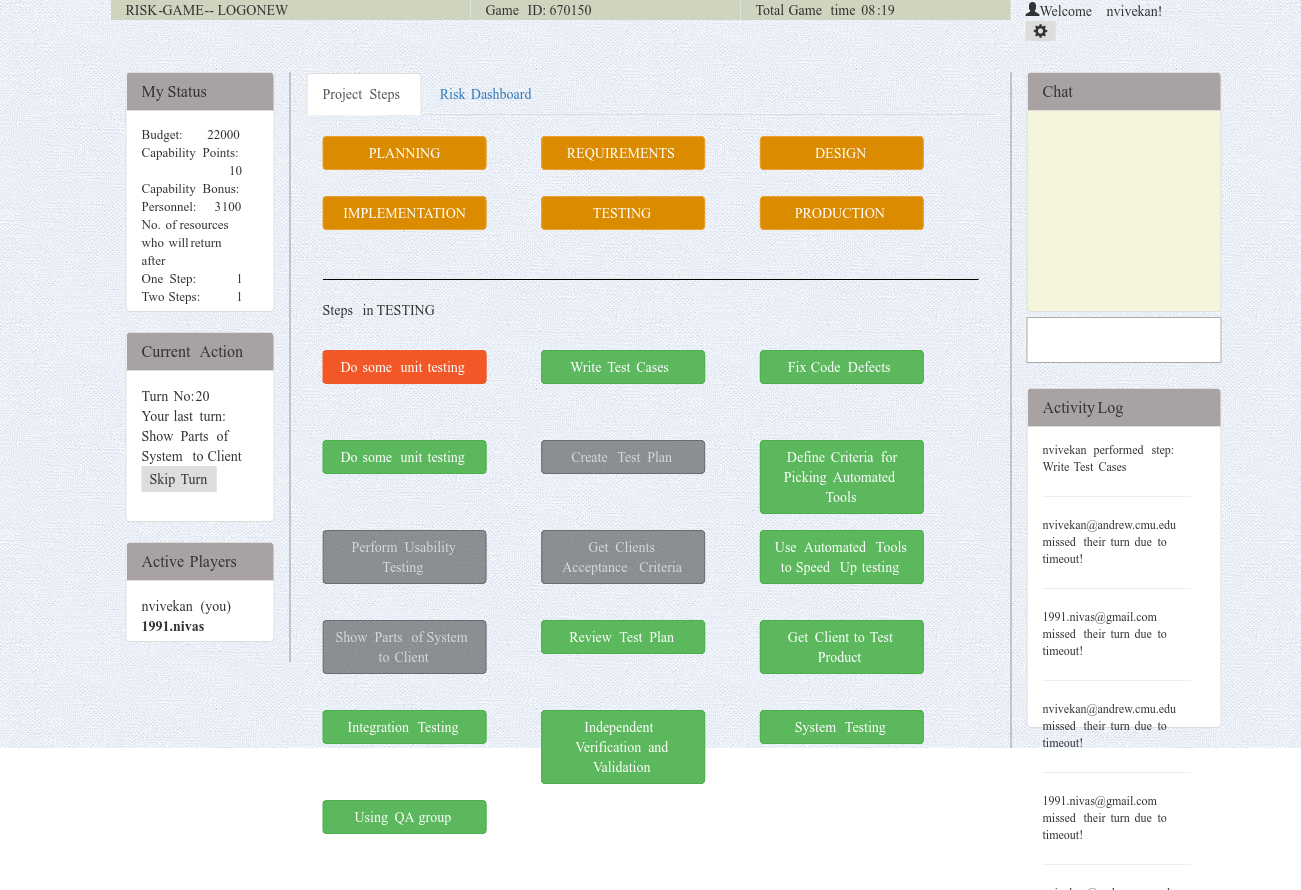 RISK-GAME-- LOGONEW
Game ID: 670150
Total Game time 08:19
Welcome nvivekan!
My Status
Budget: 22000
Capability Points:
10
Capability Bonus:
Personnel: 3100
No. of resources
who will return
after
One Step: 1
Two Steps: 1
Current Action
Turn No:20
Your last turn:
Show Parts of
System to Client
Skip Turn
Active Players
nvivekan (you)
1991.nivas
Project Steps
Risk Dashboard
PLANNING
REQUIREMENTS
DESIGN
IMPLEMENTATION
TESTING
PRODUCTION
Steps in TESTING
Do some unit testing
Write Test Cases
Fix Code Defects
Do some unit testing
Create Test Plan
Define Criteria for
Picking Automated
Tools
Perform Usability
Testing
Get Clients
Acceptance Criteria
Use Automated Tools
to Speed Up testing
Show Parts of System
to Client
Review Test Plan
Get Client to Test
Product
Integration Testing
Independent
Verification and
Validation
System Testing
Using QA group
Chat
Activity Log
nvivekan performed step:
Write Test Cases
nvivekan@andrew.cmu.edu
missed their turn due to
timeout!
1991.nivas@gmail.com
missed their turn due to
timeout!
nvivekan@andrew.cmu.edu
missed their turn due to
timeout!
1991.nivas@gmail.com
missed their turn due to
timeout!